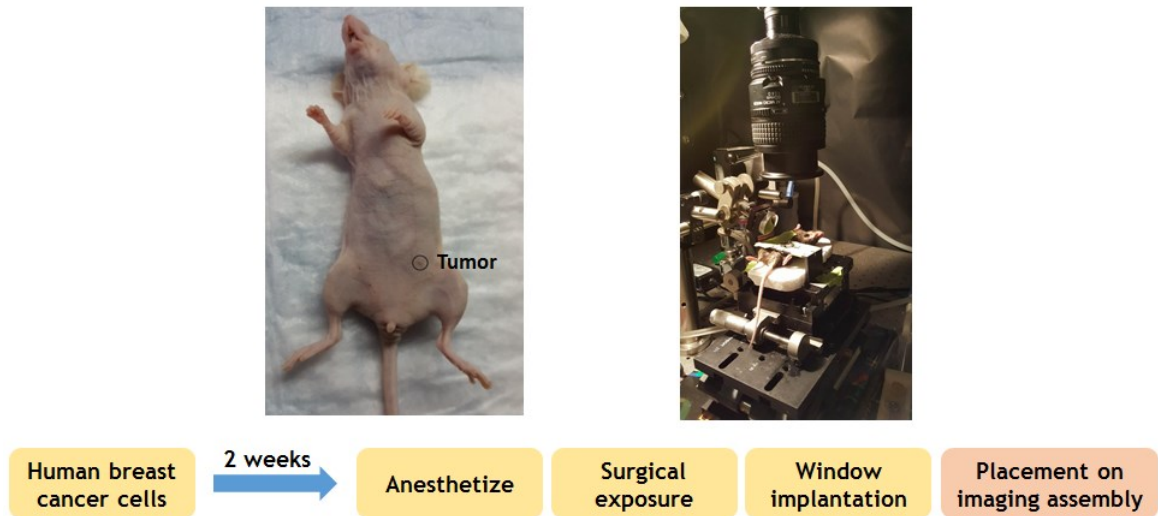 Tumor
2 weeks
Human breast
cancer cells
Anesthetize
Surgical
exposure
Window
implantation
Placement on
imaging assembly